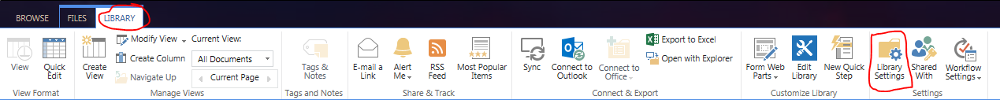 BROWSE FILES LIBRARY
View
Quick
Edit
View Format
Create
View
Modify View
Create Column
Navigate Up
Current View:
All Documents
Current Page
Manage Views
Tags &
Notes
Tags and Notes
E-mail a
Link
Alert
Me
RSS
Feed
Most Popular
Items
Share & Track
Sync
Connect to
Outlook
Connect to
Office
Export to Excel
Open with Explorer
Connect & Export
Form Web
Parts
Edit
Library
New Quick
Step
Customize Library
Library
Settings
Shared
With
Workflow
Settings
Settings